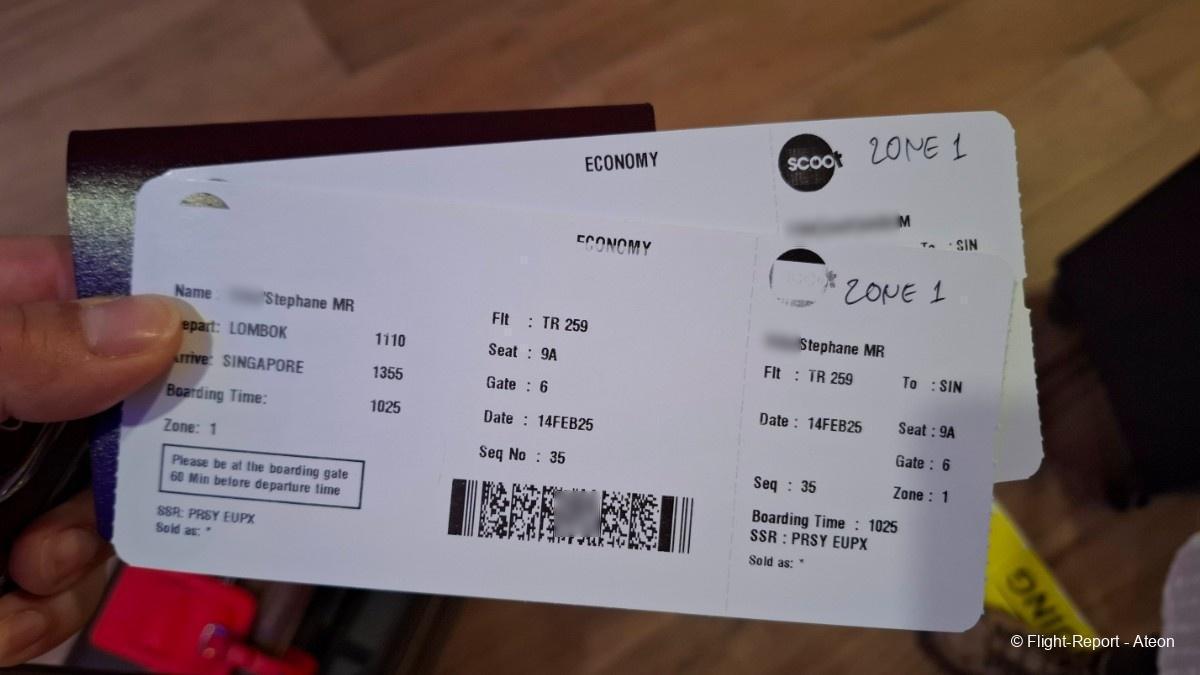 ECONOMY
scoot
ZONE 1
M
To : SIN
ECONOMY
ZONE 1
Name : Stephane MR
epart: LOMBOK 1110
rrive: SINGAPORE 1355
Boarding Time: 1025
Zone: 1
Please be at the boarding gate
60 Min before departure time
SSR: PRSY EUPX
Sold as: *
Flt : TR 259
Seat : 9A
Gate : 6
Date : 14FEB25
Seq No : 35
Stephane MR
Flt : TR 259 To : SIN
Date : 14FEB25 Seat : 9A
Gate : 6
Seq : 35 Zone : 1
Boarding Time : 1025
SSR : PRSY EUPX
Sold as: *
ING
© Flight-Report - Ateon